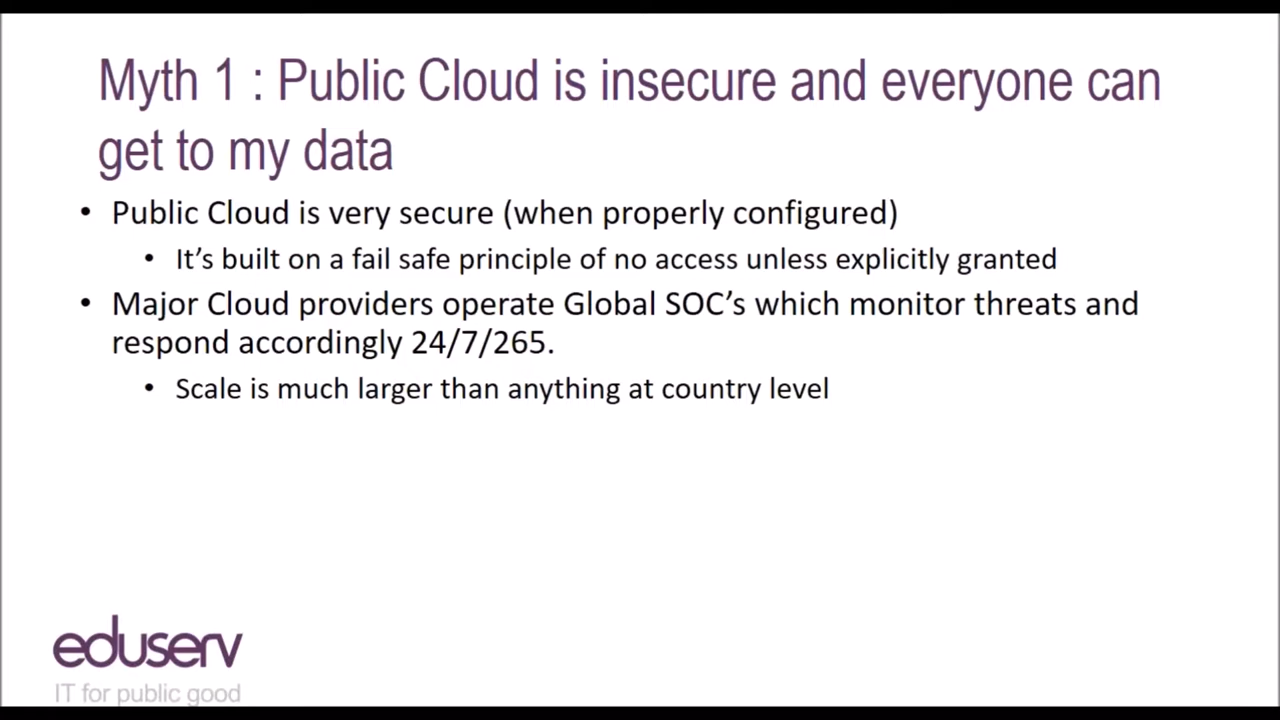 Myth 1 : Public Cloud is insecure and everyone can
get to my data
• Public Cloud is very secure (when properly configured)
• It’s built on a fail safe principle of no access unless explicitly granted
• Major Cloud providers operate Global SOC’s which monitor threats and
respond accordingly 24/7/265.
• Scale is much larger than anything at country level
eduserv
IT for public good